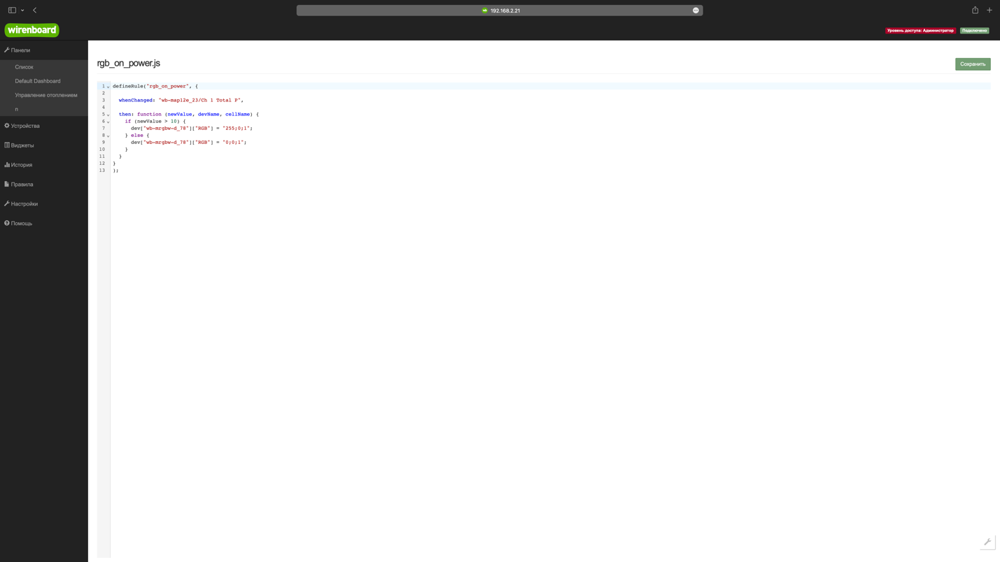 192.168.2.21
wirenboard
Уровень доступа: Администратор
Подключено
Панели
Список
Default Dashboard
Управление отоплением
п
Устройства
Виджеты
История
Правила
Настройки
Помощь
rgb_on_power.js
Сохранить
1 defineRule("rgb_on_power", {
2
3   whenChanged: "wb-map12e_23/Ch 1 Total P",
4
5   then: function (newValue, devName, cellName) {
6     if (newValue > 10) {
7       dev["wb-mrgbw-d_78"]["RGB"] = "255;0;1";
8     } else {
9       dev["wb-mrgbw-d_78"]["RGB"] = "0;0;1";
10     }
11   }
12 }
13 );